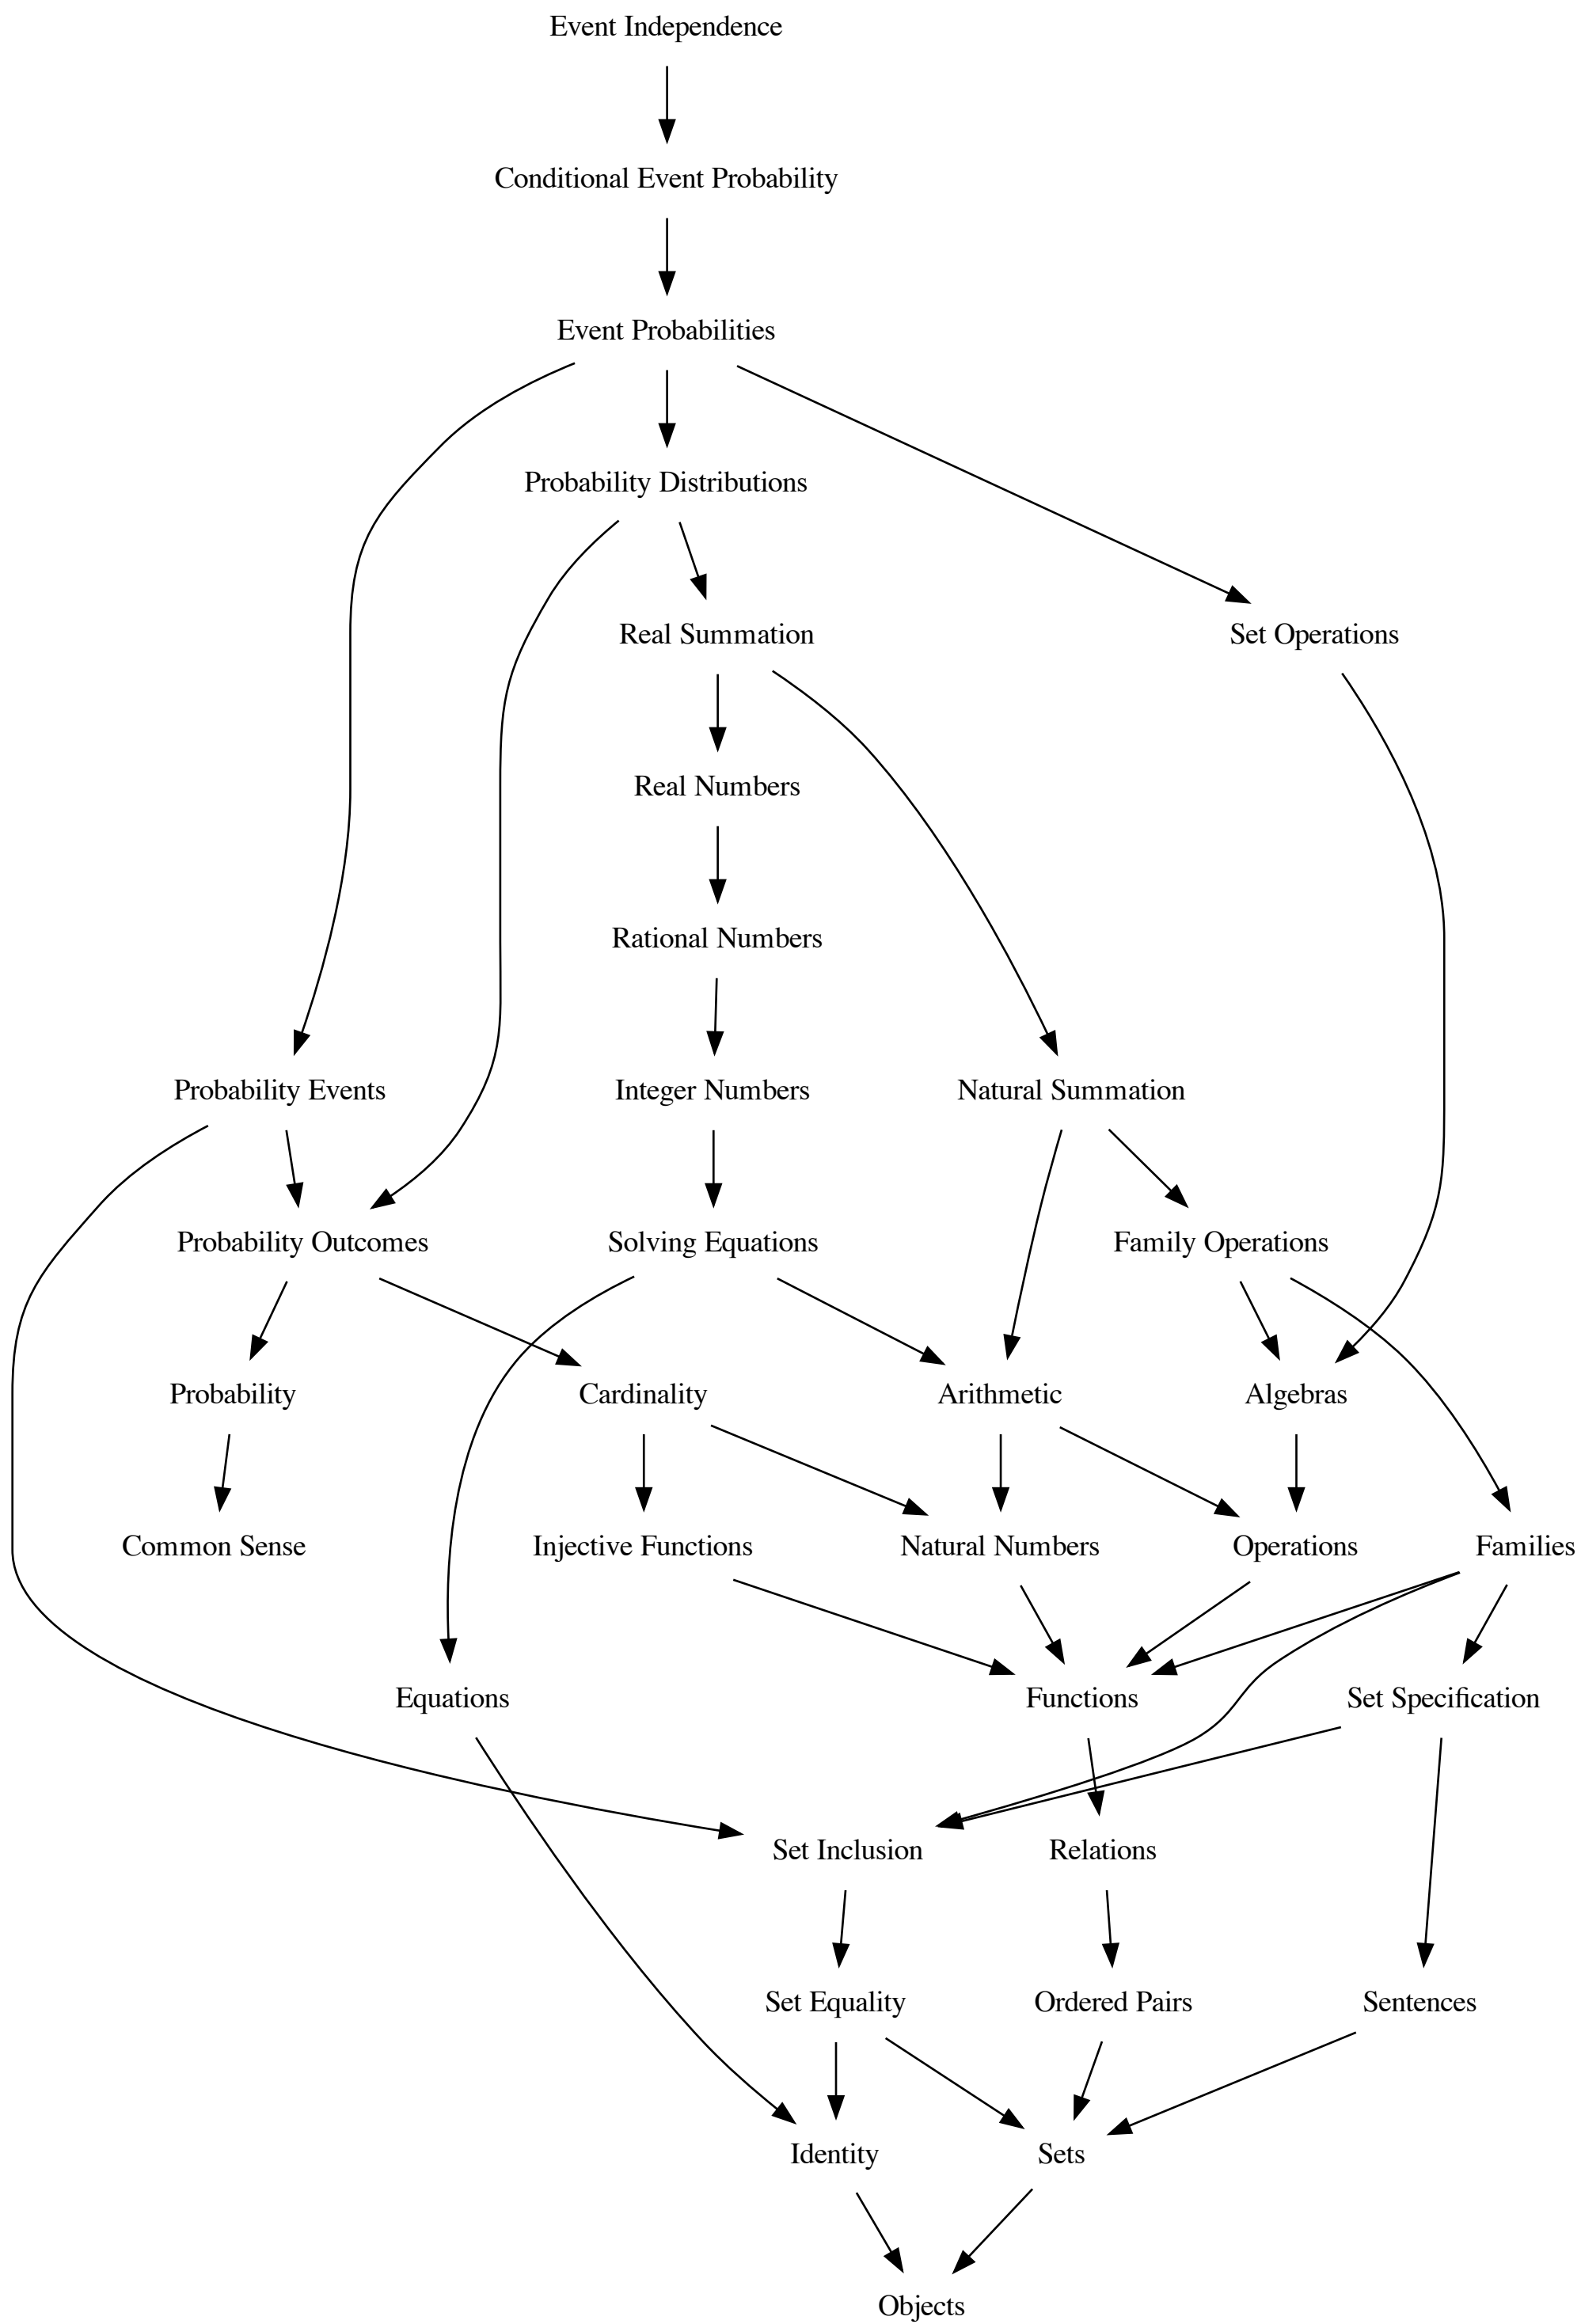 Event Independence
Conditional Event Probability
Event Probabilities
Probability Distributions
Real Summation
Set Operations
Real Numbers
Rational Numbers
Probability Events
Integer Numbers
Natural Summation
Probability Outcomes
Solving Equations
Family Operations
Probability
Cardinality
Arithmetic
Algebras
Common Sense
Injective Functions
Natural Numbers
Operations
Families
Equations
Functions
Set Specification
Set Inclusion
Relations
Set Equality
Ordered Pairs
Sentences
Identity
Sets
Objects